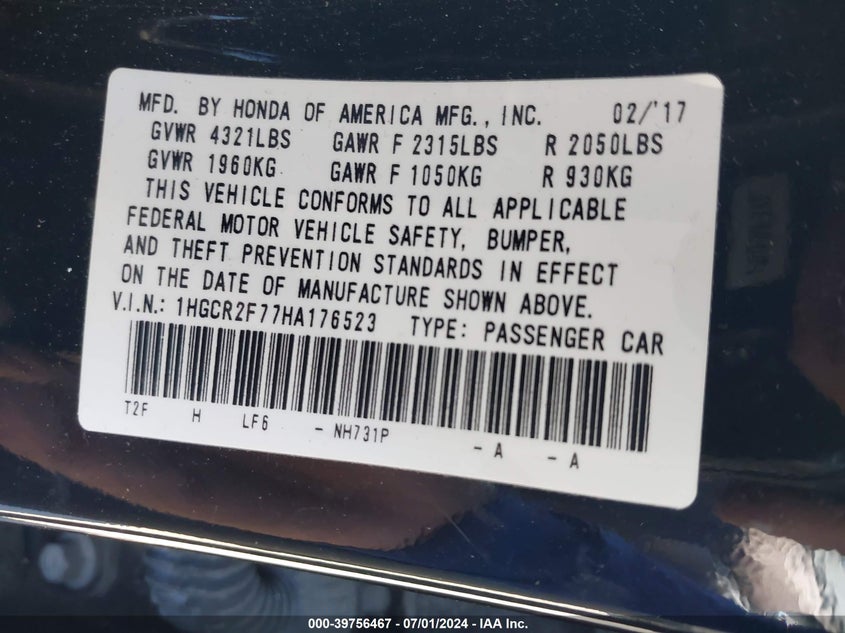 MFD. BY HONDA OF AMERICA MFG., INC. 02/'17
GVWR 4321LBS GAWR F 2315LBS R 2050LBS
GVWR 1960KG GAWR F 1050KG R 930KG
THIS VEHICLE CONFORMS TO ALL APPLICABLE
FEDERAL MOTOR VEHICLE SAFETY, BUMPER,
AND THEFT PREVENTION STANDARDS IN EFFECT
ON THE DATE OF MANUFACTURE SHOWN ABOVE.
V.I.N.: 1HGCR2F77HA176523 TYPE: PASSENGER CAR
T2F H LF6 - NH731P - A - A
000-39756467 - 07/01/2024 - IAA Inc.